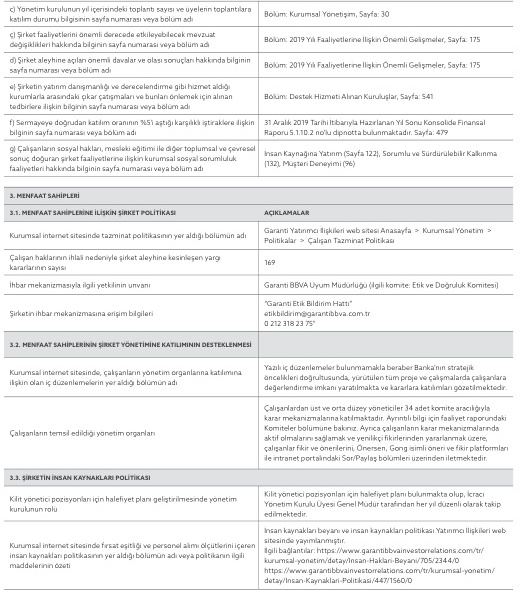 c) Yönetim kurulunun yıl içerisindeki toplantı sayısı ve üyelerin toplantılara
katılım durumu bilgisinin sayfa numarası veya bölüm adı
Bölüm: Kurumsal Yönetişim, Sayfa: 30
ç) Şirket faaliyetlerini önemli derecede etkileyebilecek mevzuat
değişiklikleri hakkında bilginin sayfa numarası veya bölüm adı
Bölüm: 2019 Yılı Faaliyetlerine İlişkin Önemli Gelişmeler, Sayfa: 175
d) Şirket aleyhine açılan önemli davalar ve olası sonuçları hakkında bilginin
sayfa numarası veya bölüm adı
Bölüm: 2019 Yılı Faaliyetlerine İlişkin Önemli Gelişmeler, Sayfa: 175
e) Şirketin yatırım danışmanlığı ve derecelendirme gibi hizmet aldığı
kurumlarla arasındaki çıkar çatışmaları ve bunları önlemek için alınan
tedbirlere ilişkin bilginin sayfa numarası veya bölüm adı
Bölüm: Destek Hizmeti Alınan Kuruluşlar, Sayfa: 541
f) Sermayeye doğrudan katılım oranının %5'i aştığı karşılıklı iştiraklere ilişkin
bilginin sayfa numarası veya bölüm adı
31 Aralık 2019 Tarihi İtibarıyla Hazırlanan Yıl Sonu Konsolide Finansal
Raporu 5.1.10.2 no'lu dipnotta bulunmaktadır. Sayfa: 479
g) Çalışanların sosyal hakları, mesleki eğitimi ile diğer toplumsal ve çevresel
sonuç doğuran şirket faaliyetlerine ilişkin kurumsal sosyal sorumluluk
faaliyetleri hakkında bilginin sayfa numarası veya bölüm adı
İnsan Kaynağına Yatırım (Sayfa 122), Sorumlu ve Sürdürülebilir Kalkınma
(132), Müşteri Deneyimi (96)
3. MENFAAT SAHİPLERİ
3.1. MENFAAT SAHİPLERİNE İLİŞKİN ŞİRKET POLİTİKASI
AÇIKLAMALAR
Kurumsal internet sitesinde tazminat politikasının yer aldığı bölümün adı
Garanti Yatırımcı İlişkileri web sitesi Anasayfa > Kurumsal Yönetim >
Politikalar > Çalışan Tazminat Politikası
Çalışan haklarının ihlali nedeniyle şirket aleyhine kesinleşen yargı
kararlarının sayısı
169
İhbar mekanizmasıyla ilgili yetkilinin unvanı
Garanti BBVA Uyum Müdürlüğü (ilgili komite: Etik ve Doğruluk Komitesi)
Şirketin ihbar mekanizmasına erişim bilgileri
"Garanti Etik Bildirim Hattı"
etikbildirim@garantibbva.com.tr
0 212 318 23 75"
3.2. MENFAAT SAHİPLERİNİN ŞİRKET YÖNETİMİNE KATILIMININ DESTEKLENMESİ
Kurumsal internet sitesinde, çalışanların yönetim organlarına katılımına
ilişkin olan iç düzenlemelerin yer aldığı bölümün adı
Yazılı iç düzenlemeler bulunmamakla beraber Banka'nın stratejik
öncelikleri doğrultusunda, yürütülen tüm proje ve çalışmalarda çalışanlara
değerlendirme imkanı yaratılmakta ve kararlara katılımları gözetilmektedir.
Çalışanların temsil edildiği yönetim organları
Çalışanlardan üst ve orta düzey yöneticiler 34 adet komite aracılığıyla
karar mekanizmalarına katılmaktadır. Ayrıntılı bilgi için faaliyet raporundaki
Komiteler bölümüne bakınız. Ayrıca çalışanların karar mekanizmalarında
aktif olmalarını sağlamak ve yenilikçi fikirlerinden yararlanmak üzere,
çalışanlar fikir ve önerilerini, Önersen, Gong isimli öneri ve fikir platformları
ile intranet portalindaki Sor/Paylaş bölümleri üzerinden iletmektedir.
3.3. ŞİRKETİN İNSAN KAYNAKLARI POLİTİKASI
Kilit yönetici pozisyonları için halefiyet planı geliştirilmesinde yönetim
kurulunun rolü
Kilit yönetici pozisyonları için halefiyet planı bulunmakta olup, İcracı
Yönetim Kurulu Üyesi Genel Müdür tarafından her yıl düzenli olarak takip
edilmektedir.
Kurumsal internet sitesinde fırsat eşitliği ve personel alımı ölçütlerini içeren
insan kaynakları politikasının yer aldığı bölümün adı veya politikanın ilgili
maddelerinin özeti
İnsan kaynakları beyanı ve insan kaynakları politikası Yatırımcı İlişkileri web
sitesinde yayımlanmıştır.
İlgili bağlantılar: https://www.garantibbvainvestorrelations.com/tr/
kurumsal-yonetim/detay/Insan-Haklari-Beyani/705/2344/0
https://www.garantibbvainvestorrelations.com/tr/kurumsal-yonetim/
detay/Insan-Kaynaklari-Politikasi/447/1560/0